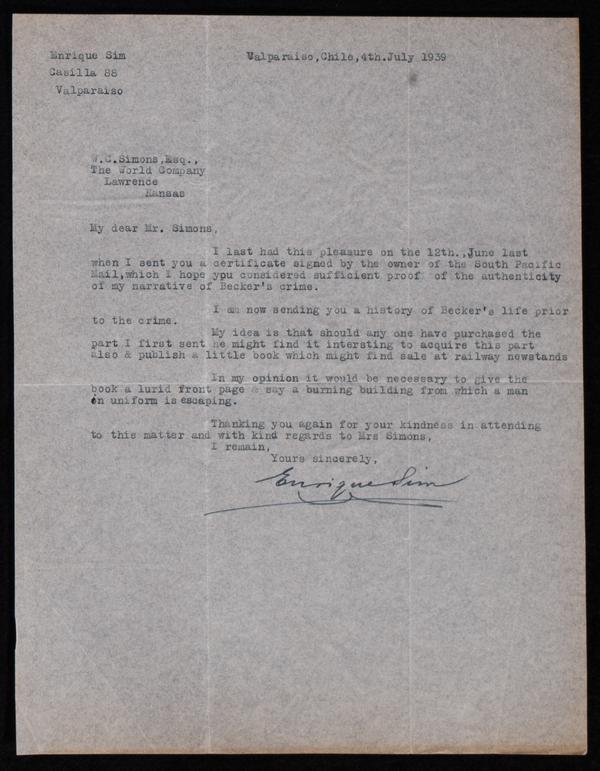 Enrique Sim
Valparaiso,Chile,4th.July 1939
Casilla 88
Valparaiso
W.C.Simons,Esq.,
The World Company
Lawrence
Kansas
My dear Mr. Simons,
I last had this pleasure on the 12th.,June last
when I sent you a certificate signed by the owner of the South Pacific
Mail,which I hope ypu considered sufficient proof of the authenticity
of my narrative of Becker's crime.
I am now sending you a history of Becker's life prior
to the crime.
My idea is that should any one have purchased the
part I first sent he might find it intersting to acquire this part
also & publish a little book which might find sale at railway newstands
In my opinion it would be necessary to give the
book a lurid front page & say a burning building from which a man
in uniform is escaping.
Thanking you again for your kindness in attending
to this matter and with kind regards to Mrs Simons,
I remain,
Yours sincerely,
Enrique Sim